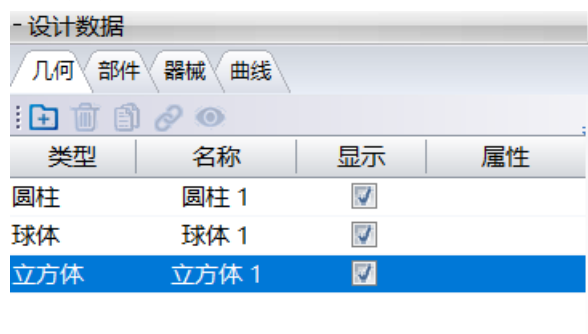 - 设计数据
几何 部件 器械 曲线
类型 名称 显示 属性
圆柱 圆柱 1
球体 球体 1
立方体 立方体 1